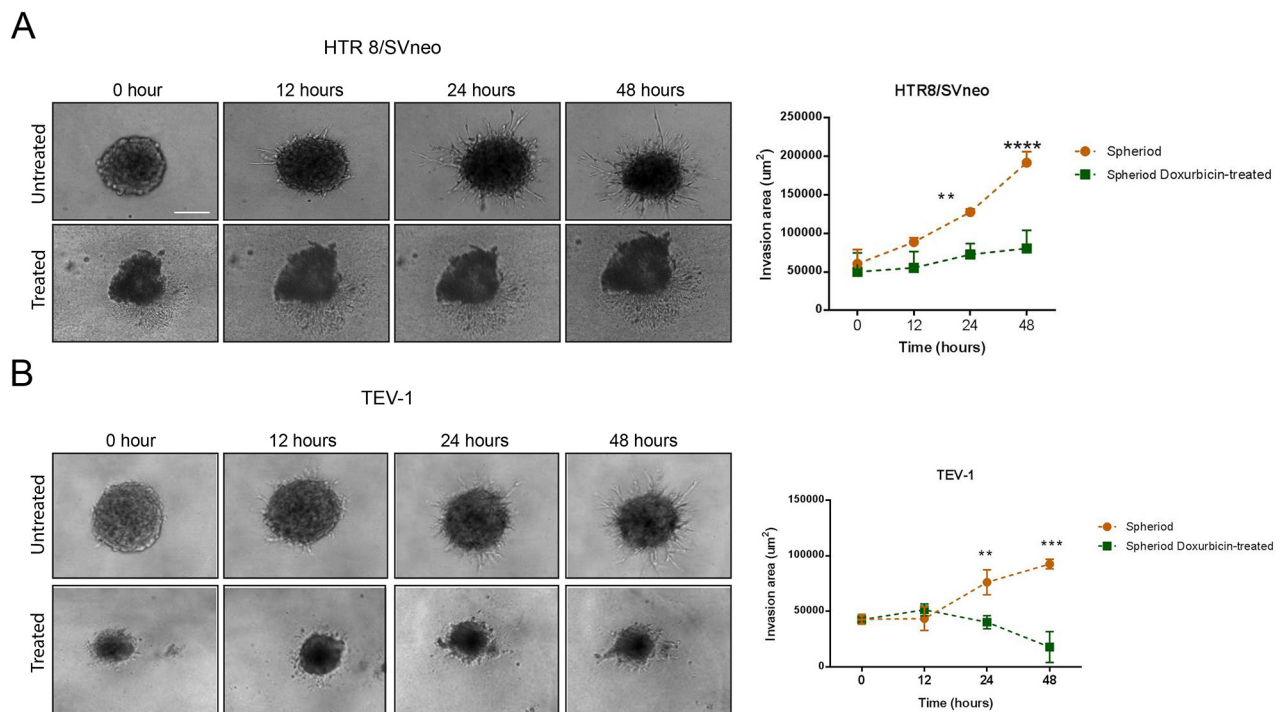 A
HTR 8/SVneo
0 hour 12 hours 24 hours 48 hours
Untreated
Treated
HTR8/SVneo
Invasion area (um²)
250000
200000
150000
100000
50000
0
** ****
0 12 24 48
Time (hours)
Spheriod
Spheriod Doxurbicin-treated
B
TEV-1
0 hour 12 hours 24 hours 48 hours
Untreated
Treated
TEV-1
Invasion area (um²)
150000
100000
50000
0
** ***
0 12 24 48
Time (hours)
Spheriod
Spheriod Doxurbicin-treated